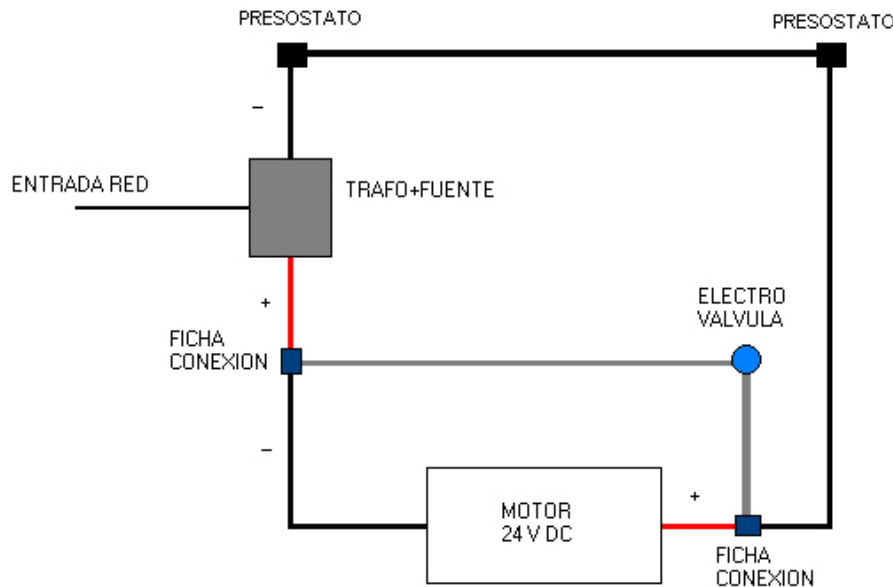 PRESOSTATO
PRESOSTATO
–
ENTRADA RED
TRAFO+FUENTE
+
ELECTRO
VALVULA
FICHA
CONEXION
–
+
MOTOR
24 V DC
FICHA
CONEXION